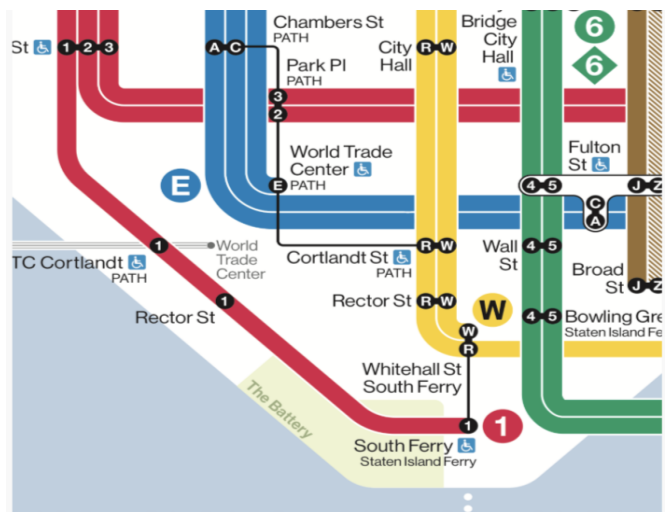 Chambers St
PATH
St
1 2 3
A C
City
Hall
R W
Bridge
City
Hall
6
6
Park Pl
PATH
3
2
World Trade
Center
PATH
E
E
Fulton
St
4 5
J Z
C
A
1
World
Trade
Center
TC Cortlandt
PATH
Cortlandt St
PATH
R W
Wall
St
4 5
Broad
St
J Z
1
Rector St
Rector St
R W
W
4 5
Bowling Gre
Staten Island Fe
W
R
Whitehall St
South Ferry
The Battery
1
1
South Ferry
Staten Island Ferry